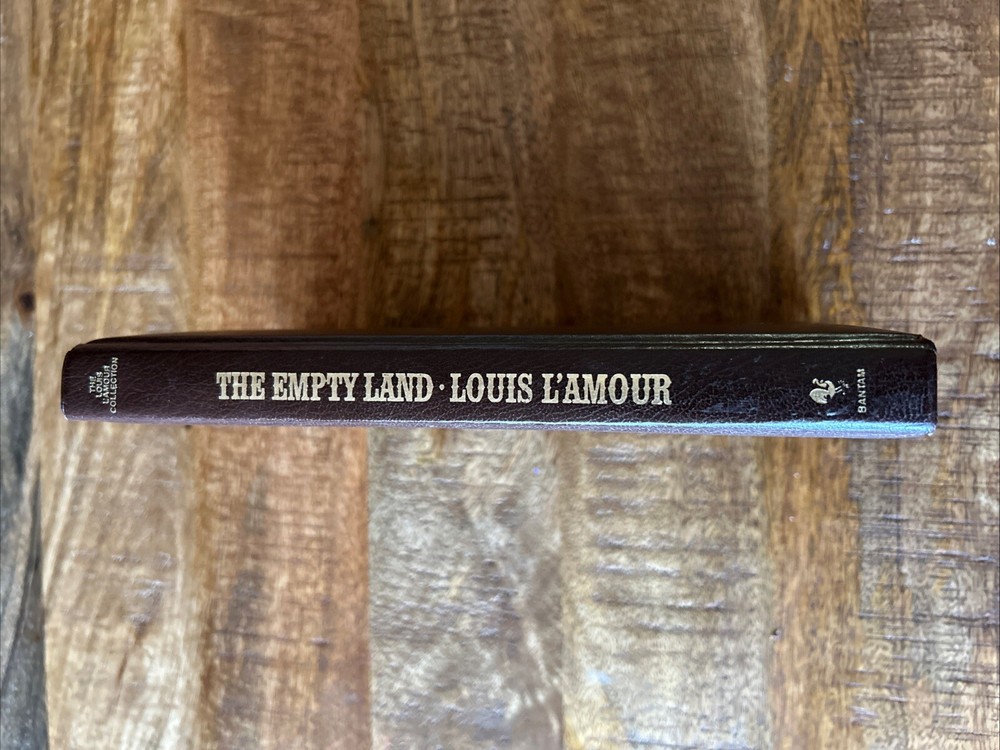 THE
LOUIS
L'AMOUR
COLLECTION
THE EMPTY LAND · LOUIS L'AMOUR
BANTAM